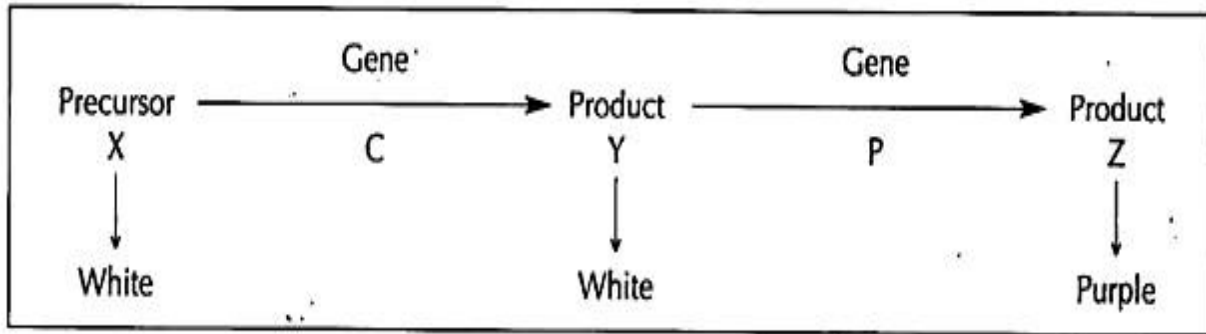 Gene Gene
Precursor Product Product
X C Y P Z
White White Purple